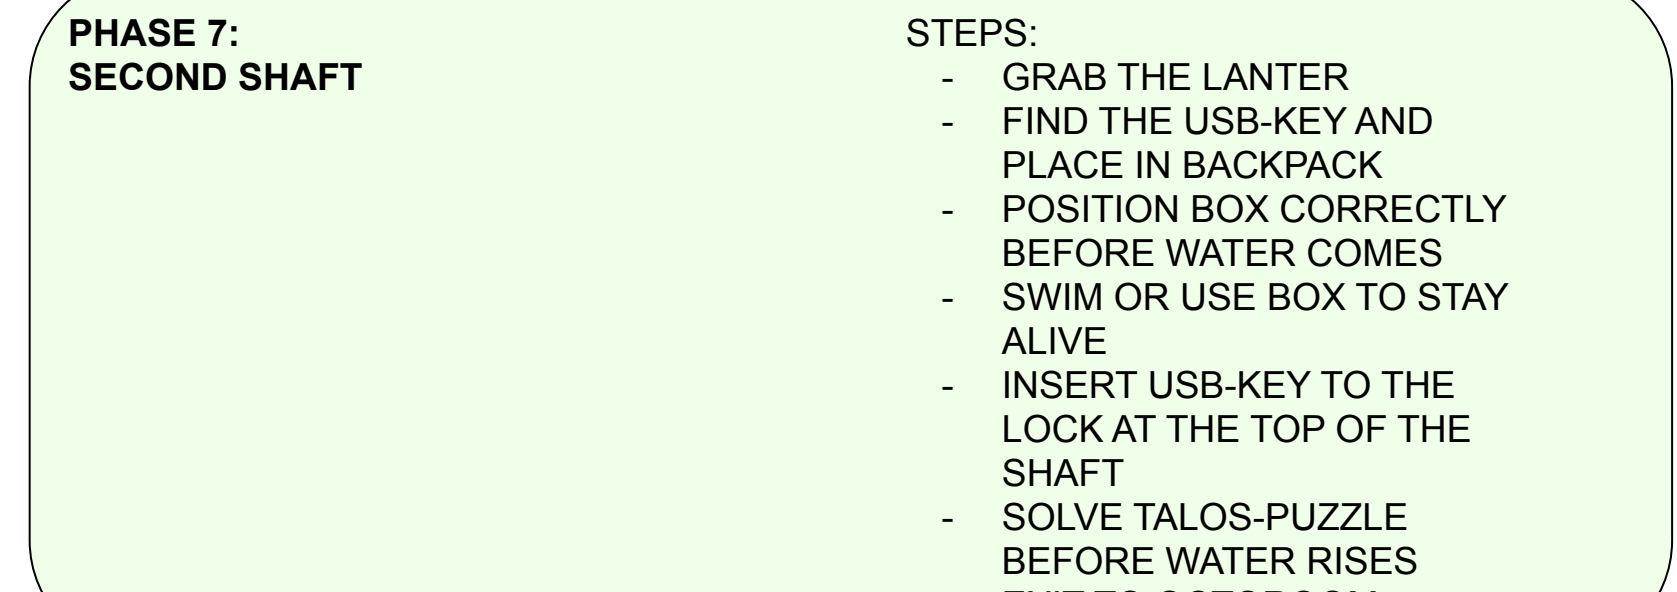 PHASE 7:
SECOND SHAFT
STEPS:
- GRAB THE LANTER
- FIND THE USB-KEY AND
PLACE IN BACKPACK
- POSITION BOX CORRECTLY
BEFORE WATER COMES
- SWIM OR USE BOX TO STAY
ALIVE
- INSERT USB-KEY TO THE
LOCK AT THE TOP OF THE
SHAFT
- SOLVE TALOS-PUZZLE
BEFORE WATER RISES